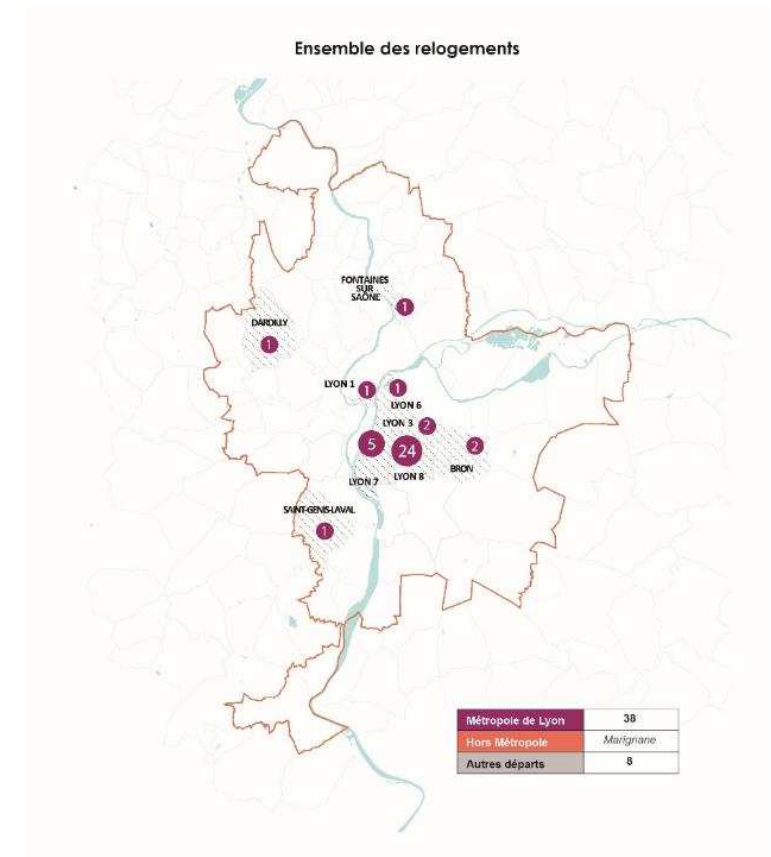 Ensemble des relogements
FONTAINES
SUR
SAÔNE
1
DARDILLY
1
LYON 1
1
1
LYON 6
LYON 3
2
5
24
2
BRON
LYON 7
LYON 8
SAINT-GENIS-LAVAL
1
Métropole de Lyon 38
Hors Métropole Marignane
Autres départs 8